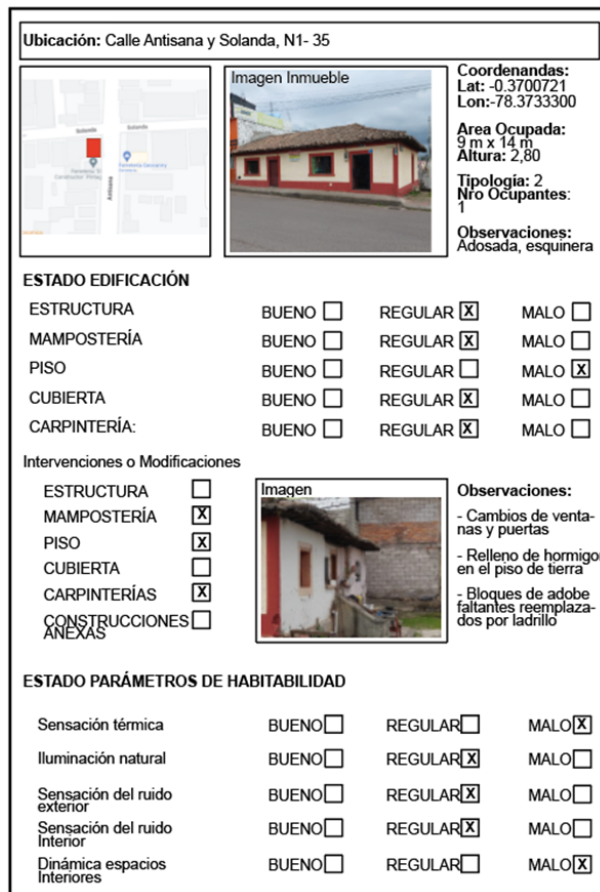 Ubicación: Calle Antisana y Solanda, N1- 35
Solanda
Solanda
Antisana
Imagen Inmueble
Coordenandas:
Lat: -0.3700721
Lon:-78.3733300
Area Ocupada:
9 m x 14 m
Altura: 2,80
Tipología: 2
Nro Ocupantes:
1
Observaciones:
Adosada, esquinera
ESTADO EDIFICACIÓN
ESTRUCTURA BUENO REGULAR X MALO
MAMPOSTERÍA BUENO REGULAR X MALO
PISO BUENO REGULAR MALO X
CUBIERTA BUENO REGULAR X MALO
CARPINTERÍA: BUENO REGULAR X MALO
Intervenciones o Modificaciones
ESTRUCTURA
MAMPOSTERÍA X
PISO X
CUBIERTA
CARPINTERÍAS X
CONSTRUCCIONES
ANEXAS
Imagen
Observaciones:
- Cambios de venta-
nas y puertas
- Relleno de hormigo
en el piso de tierra
- Bloques de adobe
faltantes reemplaza-
dos por ladrillo
ESTADO PARÁMETROS DE HABITABILIDAD
Sensación térmica BUENO REGULAR MALO X
Iluminación natural BUENO REGULAR X MALO
Sensación del ruido
exterior BUENO REGULAR X MALO
Sensación del ruido
Interior BUENO REGULAR X MALO
Dinámica espacios
Interiores BUENO REGULAR MALO X